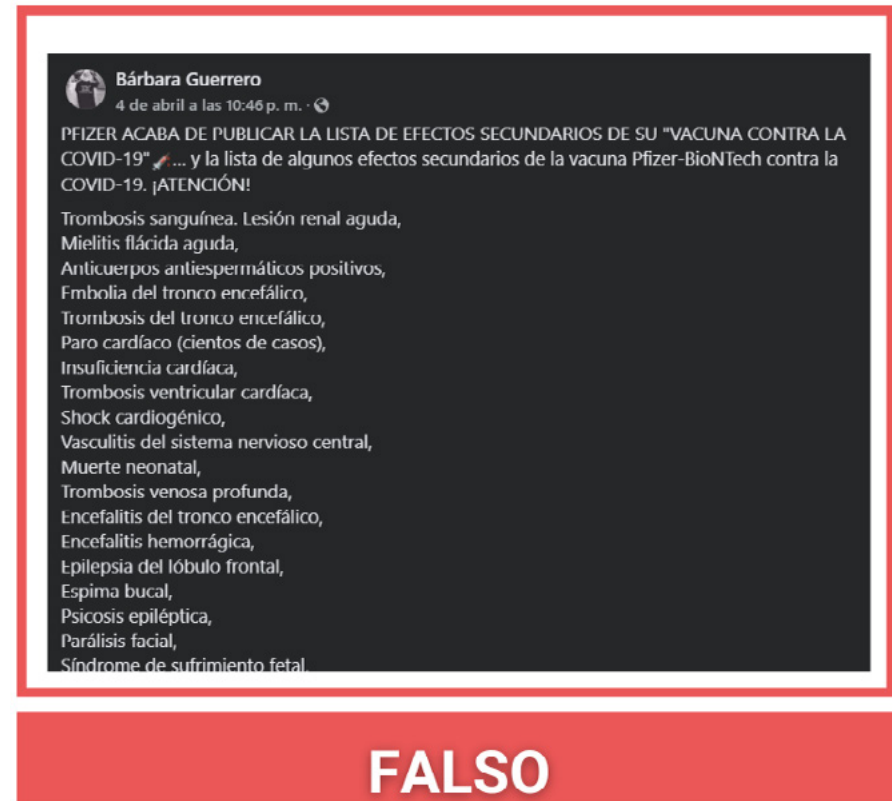 Bárbara Guerrero
4 de abril a las 10:46 p. m. ·
PFIZER ACABA DE PUBLICAR LA LISTA DE EFECTOS SECUNDARIOS DE SU "VACUNA CONTRA LA
COVID-19" 💉... y la lista de algunos efectos secundarios de la vacuna Pfizer-BioNTech contra la
COVID-19. ¡ATENCIÓN!
Trombosis sanguínea. Lesión renal aguda,
Mielitis flácida aguda,
Anticuerpos antiespermáticos positivos,
Embolia del tronco encefálico,
Trombosis del tronco encefálico,
Paro cardíaco (cientos de casos),
Insuficiencia cardíaca,
Trombosis ventricular cardíaca,
Shock cardiogénico,
Vasculitis del sistema nervioso central,
Muerte neonatal,
Trombosis venosa profunda,
Encefalitis del tronco encefálico,
Encefalitis hemorrágica,
Epilepsia del lóbulo frontal,
Espima bucal,
Psicosis epiléptica,
Parálisis facial,
Síndrome de sufrimiento fetal,
FALSO